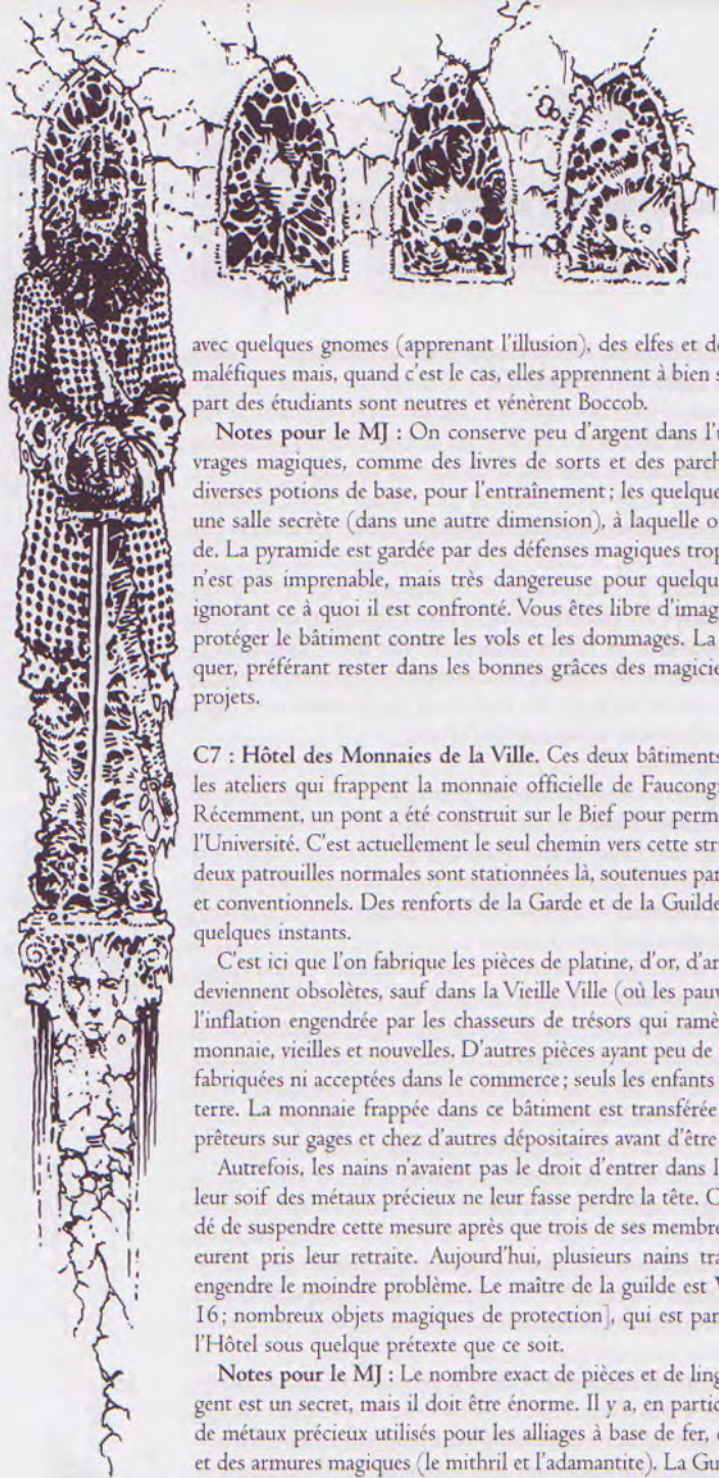 avec quelques gnomes (apprenant l'illusion), des elfes et de
maléfiques mais, quand c'est le cas, elles apprennent à bien
part des étudiants sont neutres et vénèrent Boccob.
Notes pour le MJ : On conserve peu d'argent dans l'
vrages magiques, comme des livres de sorts et des parch
diverses potions de base, pour l'entraînement ; les quelque
une salle secrète (dans une autre dimension), à laquelle o
de. La pyramide est gardée par des défenses magiques trop
n'est pas imprenable, mais très dangereuse pour quelqu
ignorant ce à quoi il est confronté. Vous êtes libre d'imag
protéger le bâtiment contre les vols et les dommages. La
quer, préférant rester dans les bonnes grâces des magicie
projets.
C7 : Hôtel des Monnaies de la Ville. Ces deux bâtiments
les ateliers qui frappent la monnaie officielle de Faucong
Récemment, un pont a été construit sur le Bief pour perm
l'Université. C'est actuellement le seul chemin vers cette str
deux patrouilles normales sont stationnées là, soutenues par
et conventionnels. Des renforts de la Garde et de la Guilde
quelques instants.
C'est ici que l'on fabrique les pièces de platine, d'or, d'ar
deviennent obsolètes, sauf dans la Vieille Ville (où les pauv
l'inflation engendrée par les chasseurs de trésors qui ramè
monnaie, vieilles et nouvelles. D'autres pièces ayant peu de
fabriquées ni acceptées dans le commerce ; seuls les enfants
terre. La monnaie frappée dans ce bâtiment est transférée
prêteurs sur gages et chez d'autres dépositaires avant d'être
Autrefois, les nains n'avaient pas le droit d'entrer dans l
leur soif des métaux précieux ne leur fasse perdre la tête. C
dé de suspendre cette mesure après que trois de ses membre
eurent pris leur retraite. Aujourd'hui, plusieurs nains tra
engendre le moindre problème. Le maître de la guilde est
16 ; nombreux objets magiques de protection], qui est par
l'Hôtel sous quelque prétexte que ce soit.
Notes pour le MJ : Le nombre exact de pièces et de ling
gent est un secret, mais il doit être énorme. Il y a, en partic
de métaux précieux utilisés pour les alliages à base de fer,
et des armures magiques (le mithril et l'adamantite). La Gu